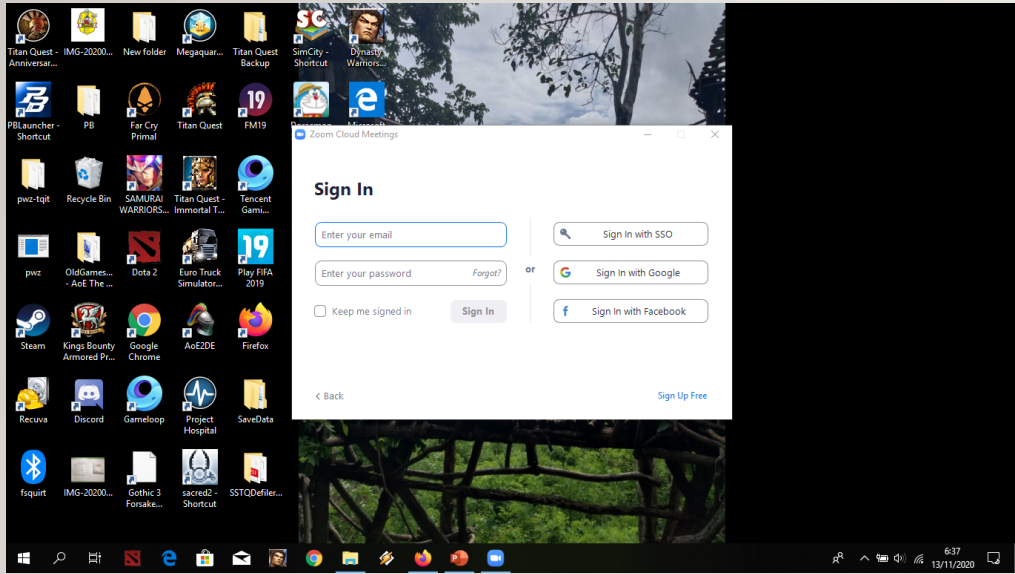 Titan Quest -
Anniversar...
IMG-20200...
New folder
Megaquar...
Titan Quest
Backup
SC
SimCity -
Shortcut
Dynasty
Warriors...
PBLauncher -
Shortcut
PB
Far Cry
Primal
Titan Quest
19
FM19
Zoom Cloud Meetings
pwz-tqit
Recycle Bin
SAMURAI
WARRIORS...
Titan Quest -
Immortal T...
Tencent
Gami...
Sign In
Enter your email
Enter your password
Forgot?
Keep me signed in
Sign In
or
Sign In with SSO
Sign In with Google
Sign In with Facebook
Back
Sign Up Free
pwz
OldGames...
- AoE The ...
Dota 2
Euro Truck
Simulator...
19
Play FIFA
2019
Steam
Kings Bounty
Armored Pr...
Google
Chrome
AoE2DE
Firefox
Recuva
Discord
Gameloop
Project
Hospital
SaveData
fsquirt
IMG-20200...
Gothic 3
Forsake...
sacred2 -
Shortcut
SSTQDefiler...
6:37
13/11/2020